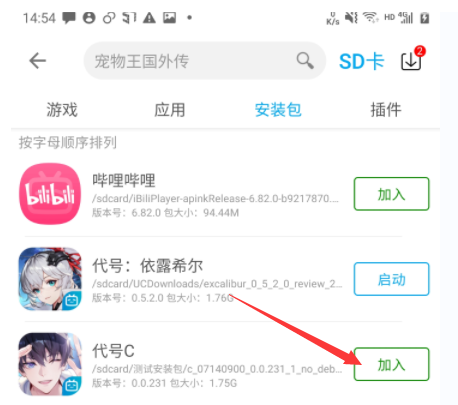 14:54
0 K/s HD 4G
宠物王国外传 SD卡 2
游戏 应用 安装包 插件
按字母顺序排列
bilibili
哔哩哔哩
/sdcard/iBiliPlayer-apinkRelease-6.82.0-b9217870...
版本号：6.82.0 包大小：94.44M
加入
代号：依露希尔
/sdcard/UCDownloads/excalibur_0_5_2_0_review_2...
版本号：0.5.2.0 包大小：1.76G
启动
代号C
/sdcard/测试安装包/c_07140900_0.0.231_1_no_deb...
版本号：0.0.231 包大小：1.75G
加入